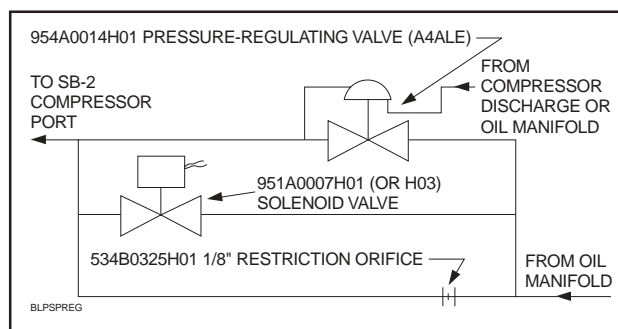 954A0014H01 PRESSURE-REGULATING VALVE (A4ALE)
TO SB-2
COMPRESSOR
PORT
FROM
COMPRESSOR
DISCHARGE OR
OIL MANIFOLD
951A0007H01 (OR H03)
SOLENOID VALVE
534B0325H01 1/8" RESTRICTION ORIFICE
FROM OIL
MANIFOLD
BLPSPREG